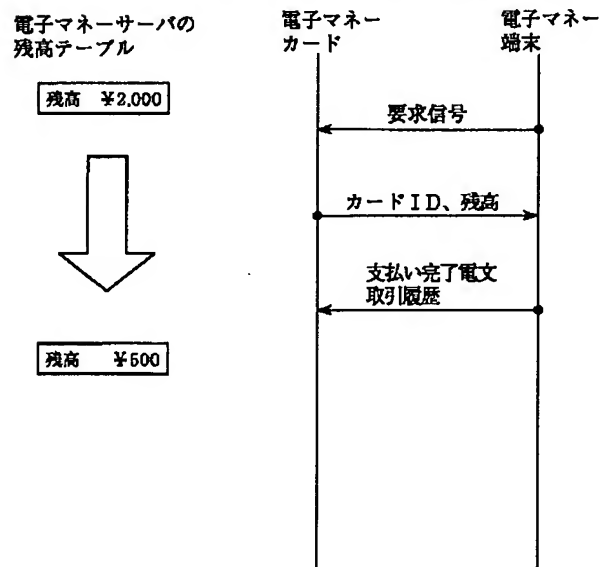 電子マネーサーバの
残高テーブル
残高 ¥2,000
残高 ¥500
電子マネー
カード
電子マネー
端末
要求信号
カードＩＤ、残高
支払い完了電文
取引履歴